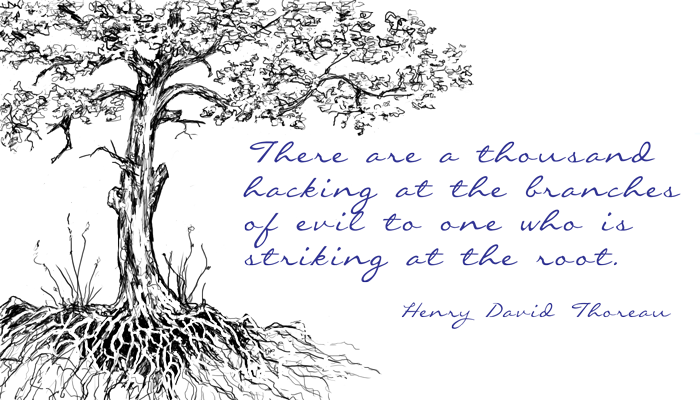 There are a thousand
hacking at the branches
of evil to one who is
striking at the root.
Henry David Thoreau